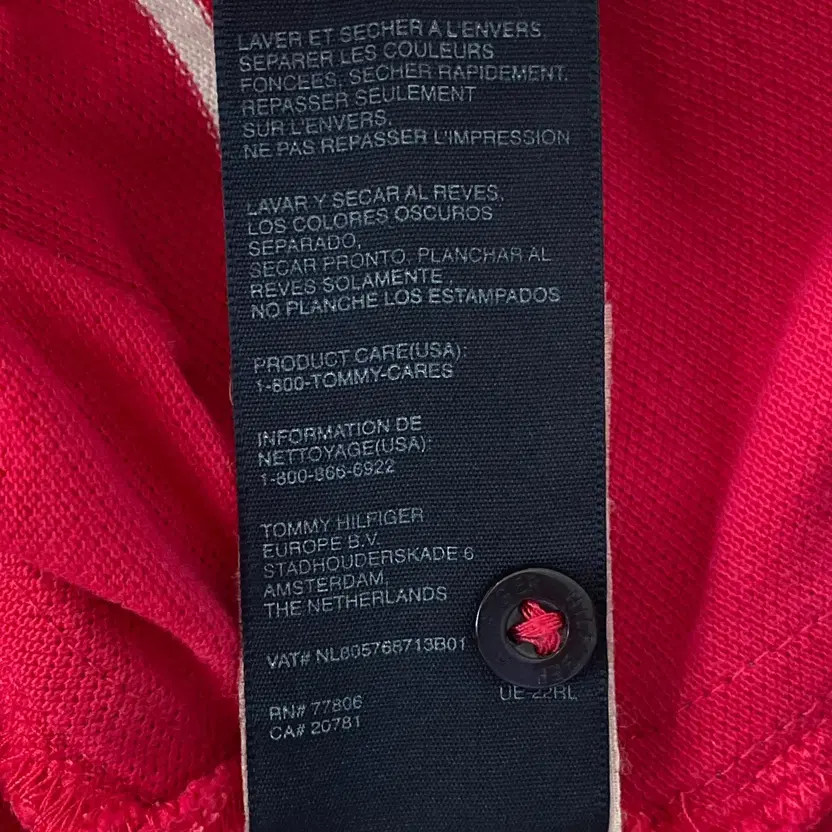 LAVER ET SECHER A L'ENVERS,
SEPARER LES COULEURS
FONCEES, SECHER RAPIDEMENT.
REPASSER SEULEMENT
SUR L'ENVERS,
NE PAS REPASSER L'IMPRESSION
LAVAR Y SECAR AL REVES,
LOS COLORES OSCUROS
SEPARADO,
SECAR PRONTO, PLANCHAR AL
REVES SOLAMENTE,
NO PLANCHE LOS ESTAMPADOS
PRODUCT CARE(USA):
1-800-TOMMY-CARES
INFORMATION DE
NETTOYAGE(USA):
1-800-866-6922
TOMMY HILFIGER
EUROPE B.V.
STADHOUDERSKADE 6
AMSTERDAM,
THE NETHERLANDS
VAT# NL805768713B01
RN# 77806
CA# 20781